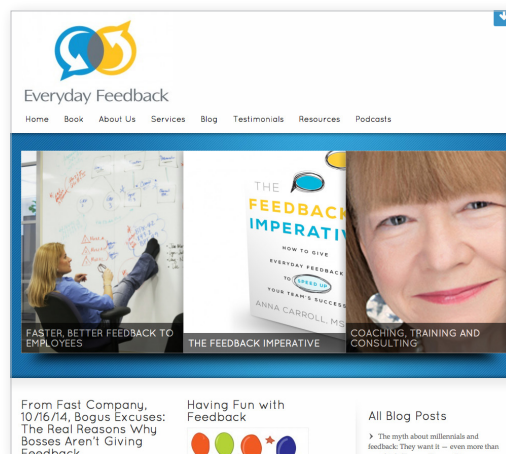 Everyday Feedback
Home Book About Us Services Blog Testimonials Resources Podcasts
THE
FEEDBACK
HOW TO GIVE
EVERYDAY FEEDBACK
TO SPEED UP
YOUR TEAM'S SUCCESS
ANNA CARROLL, MS
FASTER, BETTER FEEDBACK TO
EMPLOYEES
THE FEEDBACK IMPERATIVE
COACHING, TRAINING AND
CONSULTING
From Fast Company,
10/16/14, Bogus Excuses:
The Real Reasons Why
Bosses Aren't Giving
Feedback
Having Fun with
Feedback
All Blog Posts
The myth about millennials and
feedback: They want it — even more than